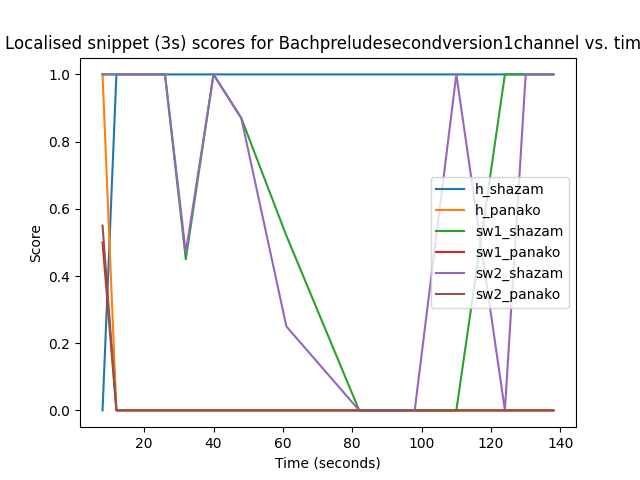 Localised snippet (3s) scores for Bachpreludesecondversion1channel vs. tim
1.0
0.8
0.6
0.4
0.2
0.0
Score
h_shazam
h_panako
sw1_shazam
sw1_panako
sw2_shazam
sw2_panako
20 40 60 80 100 120 140
Time (seconds)